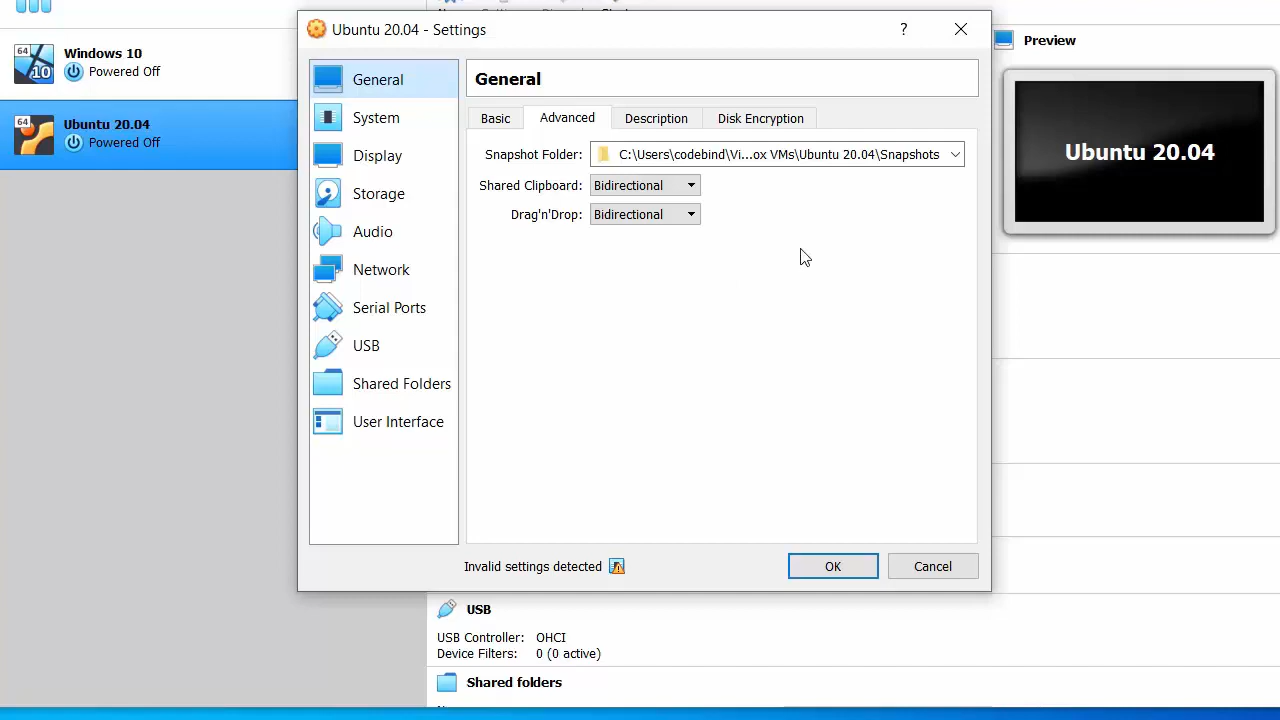 Ubuntu 20.04 - Settings
?
64
Windows 10
10
Powered Off
64
Ubuntu 20.04
Powered Off
General
System
Display
Storage
Audio
Network
Serial Ports
USB
Shared Folders
User Interface
General
Basic
Advanced
Description
Disk Encryption
Snapshot Folder: C:\Users\codebind\Vi...ox VMs\Ubuntu 20.04\Snapshots
Shared Clipboard: Bidirectional
Drag'n'Drop: Bidirectional
Invalid settings detected
OK
Cancel
Preview
Ubuntu 20.04
USB
USB Controller: OHCI
Device Filters: 0 (0 active)
Shared folders